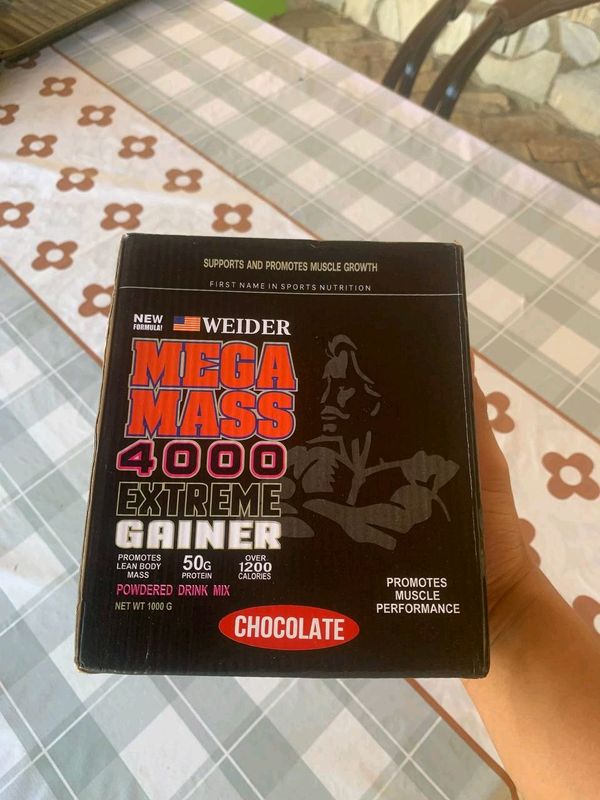 SUPPORTS AND PROMOTES MUSCLE GROWTH
FIRST NAME IN SPORTS NUTRITION
NEW
FORMULA!
WEIDER
MEGA
MASS
4000
EXTREME
GAINER
PROMOTES
LEAN BODY
MASS
50G
PROTEIN
OVER
1200
CALORIES
POWDERED DRINK MIX
NET WT 1000 G
CHOCOLATE
PROMOTES
MUSCLE
PERFORMANCE